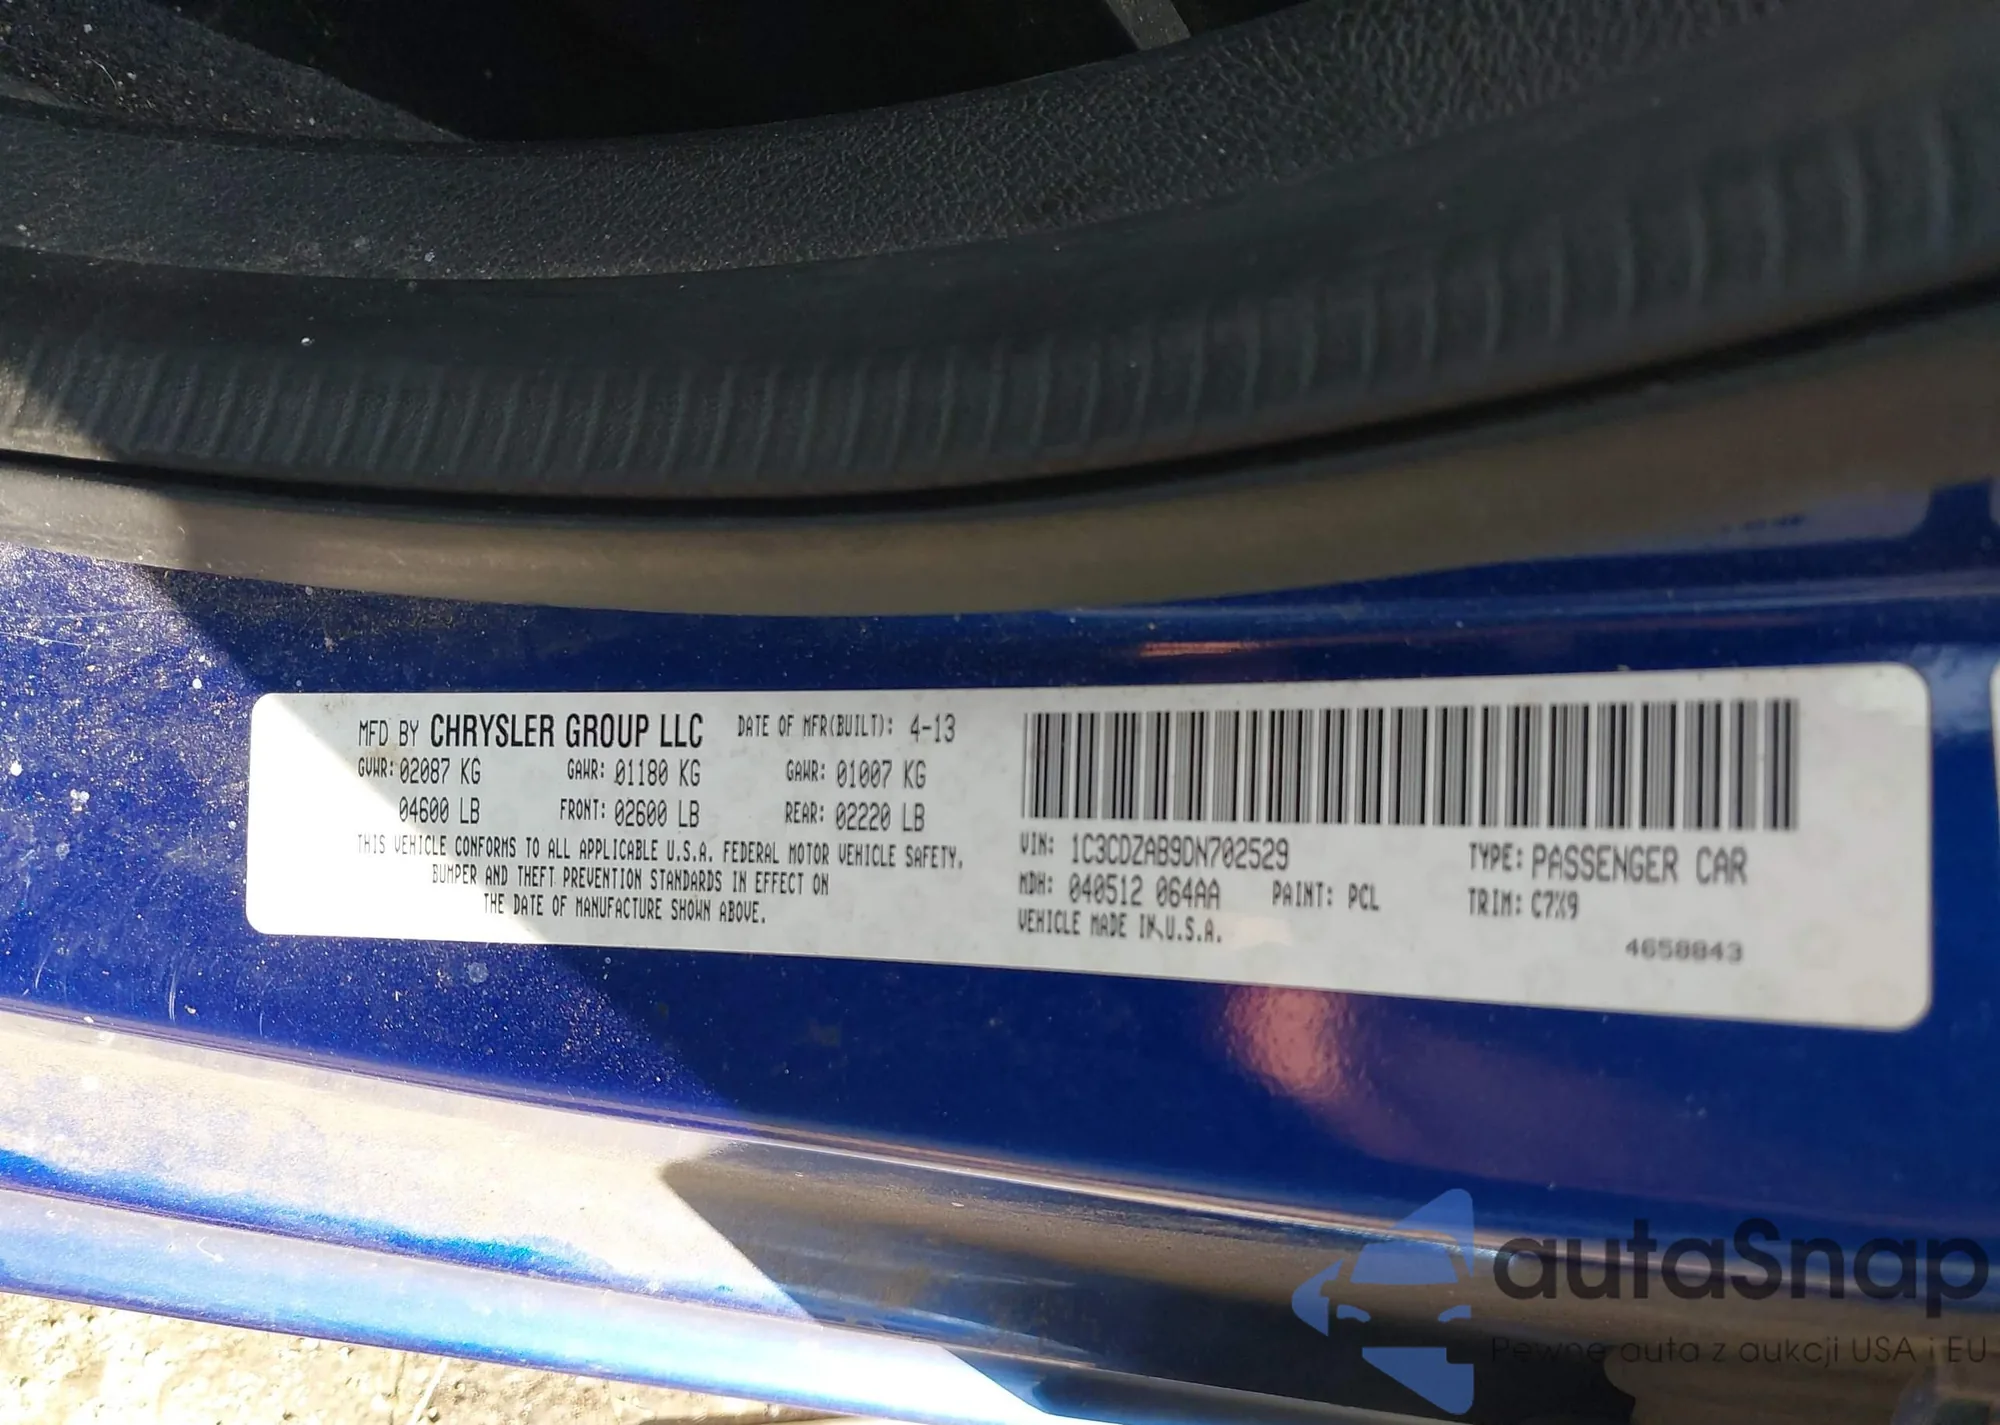 MFD BY CHRYSLER GROUP LLC DATE OF MFR(BUILT): 4-13
GVWR: 02087 KG GAWR: 01180 KG GAWR: 01007 KG
04600 LB FRONT: 02600 LB REAR: 02220 LB
THIS VEHICLE CONFORMS TO ALL APPLICABLE U.S.A. FEDERAL MOTOR VEHICLE SAFETY,
BUMPER AND THEFT PREVENTION STANDARDS IN EFFECT ON
THE DATE OF MANUFACTURE SHOWN ABOVE.
VIN: 1C3CDZAB9DN702529 TYPE: PASSENGER CAR
MDH: 040512 064AA PAINT: PCL TRIM: C7X9
VEHICLE MADE IN U.S.A.
4658843
autaSnap
Pewne auta z aukcji USA i EU